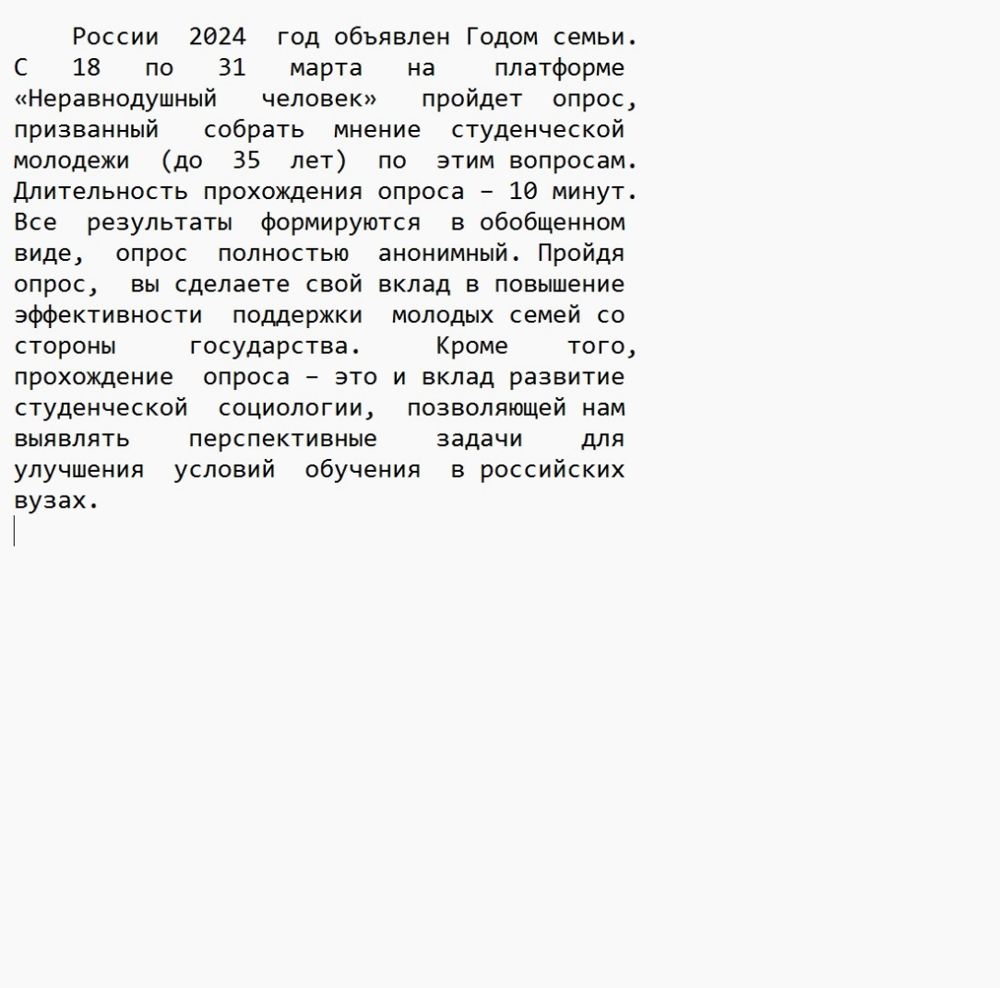 России 2024 год объявлен Годом семьи.
С 18 по 31 марта на платформе
«Неравнодушный человек» пройдет опрос,
призванный собрать мнение студенческой
молодежи (до 35 лет) по этим вопросам.
Длительность прохождения опроса – 10 минут.
Все результаты формируются в обобщенном
виде, опрос полностью анонимный. Пройдя
опрос, вы сделаете свой вклад в повышение
эффективности поддержки молодых семей со
стороны государства. Кроме того,
прохождение опроса – это и вклад развитие
студенческой социологии, позволяющей нам
выявлять перспективные задачи для
улучшения условий обучения в российских
вузах.